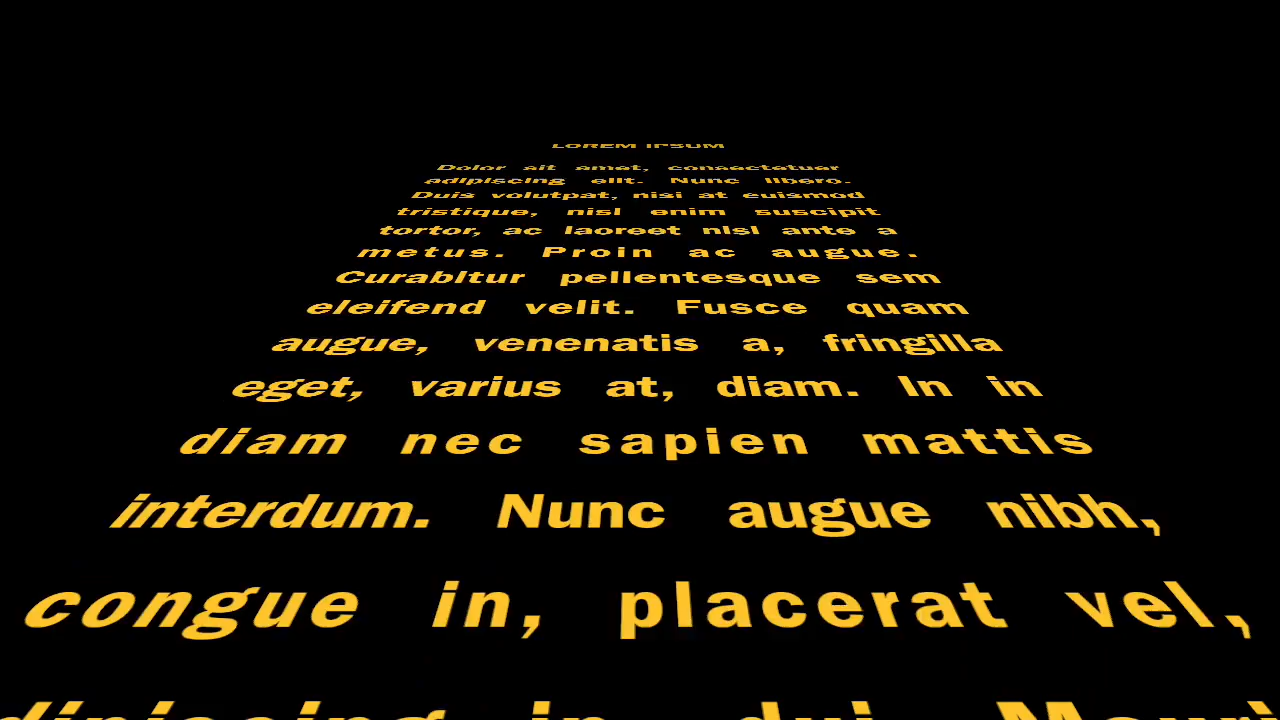 LOREM IPSUM
Dolor sit amet, consectetuer
adipiscing elit. Nunc libero.
Duis volutpat, nisi at euismod
tristique, nisl enim suscipit
tortor, ac laoreet nisl ante a
metus. Proin ac augue.
Curabitur pellentesque sem
eleifend velit. Fusce quam
augue, venenatis a, fringilla
eget, varius at, diam. In in
diam nec sapien mattis
interdum. Nunc augue nibh,
congue in, placerat vel,
in dui.